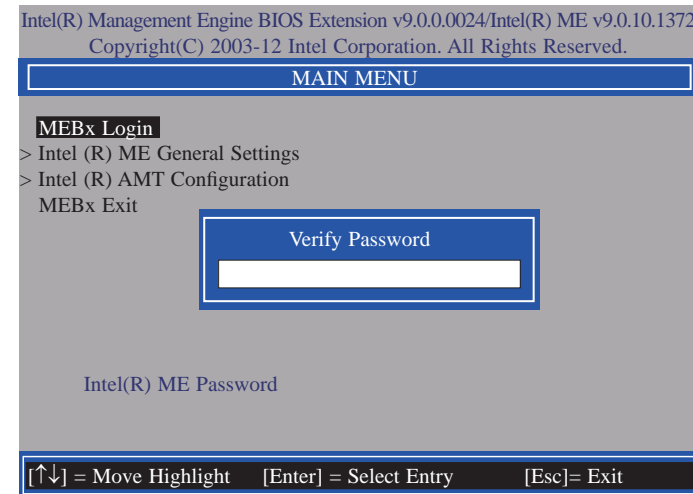 Intel(R) Management Engine BIOS Extension v9.0.0.0024/Intel(R) ME v9.0.10.1372
Copyright(C) 2003-12 Intel Corporation. All Rights Reserved.
MAIN MENU
MEBx Login
> Intel (R) ME General Settings
> Intel (R) AMT Configuration
MEBx Exit
Verify Password
Intel(R) ME Password
[↑↓] = Move Highlight [Enter] = Select Entry [Esc]= Exit